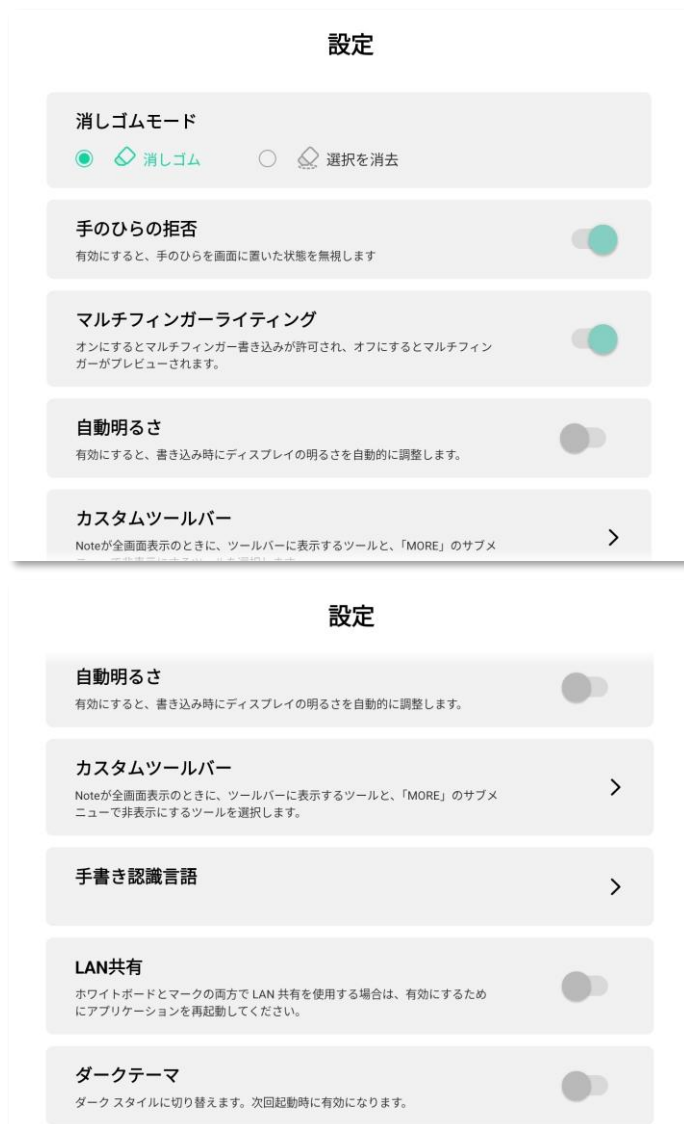 設定
消しゴムモード
消しゴム 選択を消去
手のひらの拒否
有効にすると、手のひらを画面に置いた状態を無視します
マルチフィンガーライティング
オンにするとマルチフィンガー書き込みが許可され、オフにするとマルチフィン
ガーがプレビューされます。
自動明るさ
有効にすると、書き込み時にディスプレイの明るさを自動的に調整します。
カスタムツールバー
Noteが全画面表示のときに、ツールバーに表示するツールと、「MORE」のサブメ
設定
自動明るさ
有効にすると、書き込み時にディスプレイの明るさを自動的に調整します。
カスタムツールバー
Noteが全画面表示のときに、ツールバーに表示するツールと、「MORE」のサブメ
ニューで非表示にするツールを選択します。
手書き認識言語
LAN共有
ホワイトボードとマークの両方で LAN 共有を使用する場合は、有効にするため
にアプリケーションを再起動してください。
ダークテーマ
ダーク スタイルに切り替えます。次回起動時に有効になります。